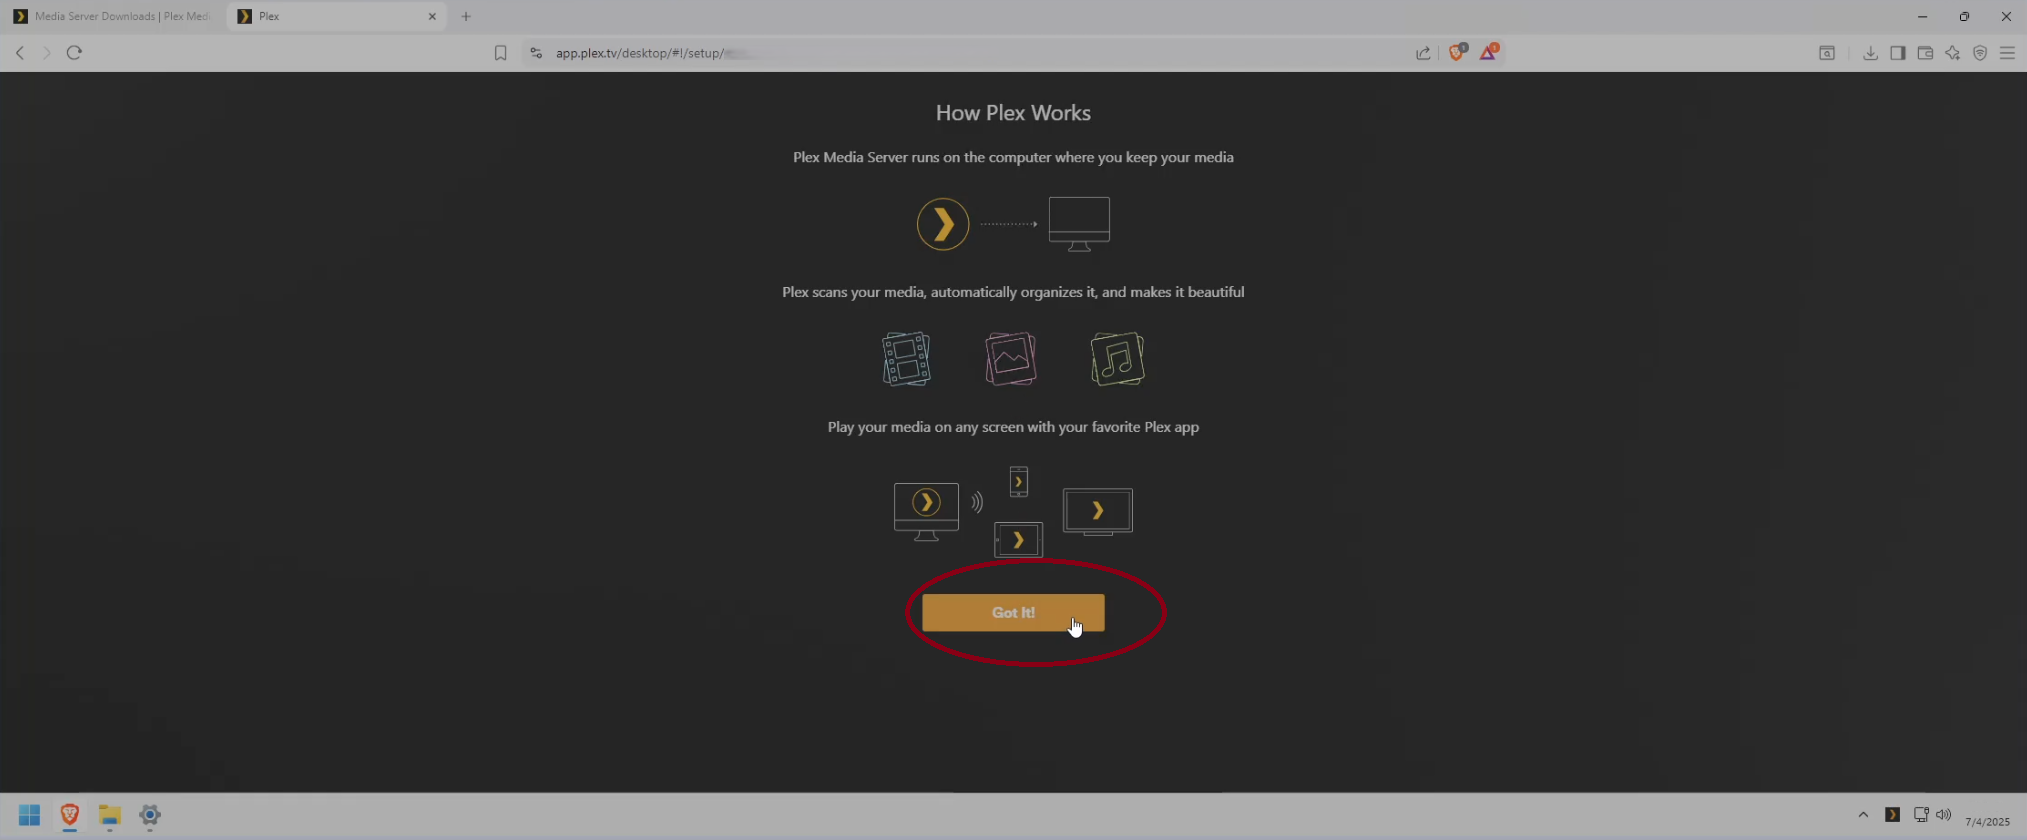 Media Server Downloads | Plex Medi
Plex
app.plex.tv/desktop/#!/setup/
How Plex Works
Plex Media Server runs on the computer where you keep your media
Plex scans your media, automatically organizes it, and makes it beautiful
Play your media on any screen with your favorite Plex app
Got It!
7/4/2025